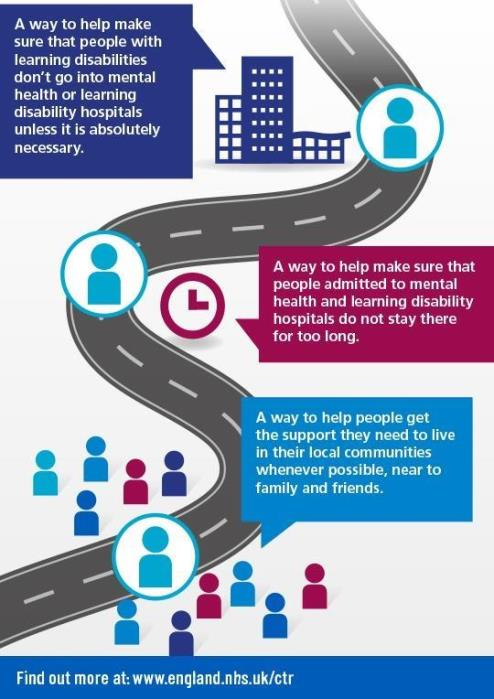 A way to help make
sure that people with
learning disabilities
don't go into mental
health or learning
disability hospitals
unless it is absolutely
necessary.
A way to help make sure that
people admitted to mental
health and learning disability
hospitals do not stay there
for too long.
A way to help people get
the support they need to live
in their local communities
whenever possible, near to
family and friends.
Find out more at: www.england.nhs.uk/ctr